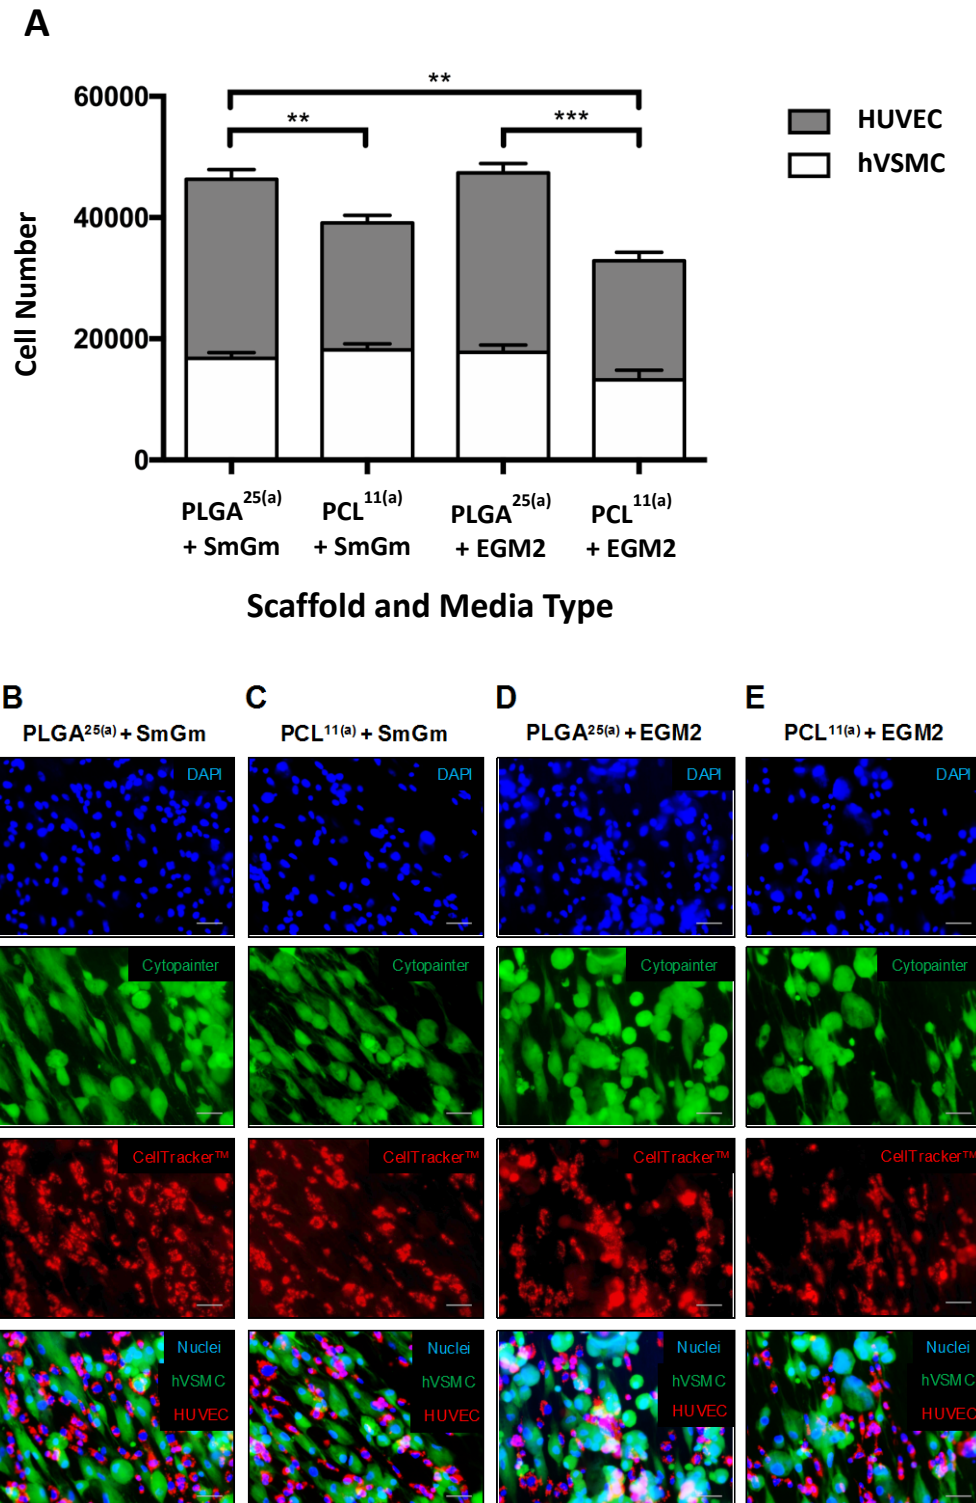 A
60000
40000
20000
0
Cell Number
**
**
***
HUVEC
hVSMC
PLGA25(a) + SmGm
PCL11(a) + SmGm
PLGA25(a) + EGM2
PCL11(a) + EGM2
Scaffold and Media Type
B
C
D
E
PLGA25(a) + SmGm
PCL11(a) + SmGm
PLGA25(a) + EGM2
PCL11(a) + EGM2
DAPI
DAPI
DAPI
DAPI
Cytopainter
Cytopainter
Cytopainter
Cytopainter
CellTracker™
CellTracker™
CellTracker™
CellTracker™
Nuclei
hVSMC
HUVEC
Nuclei
hVSMC
HUVEC
Nuclei
hVSMC
HUVEC
Nuclei
hVSMC
HUVEC